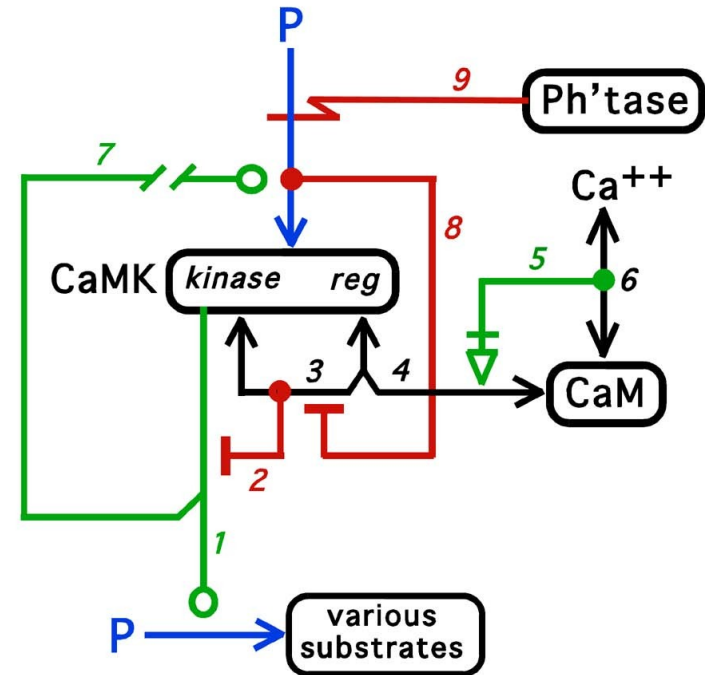 P
9
Ph'tase
7
Ca++
8
5
6
CaMK
kinase reg
3
4
CaM
2
1
P
various
substrates